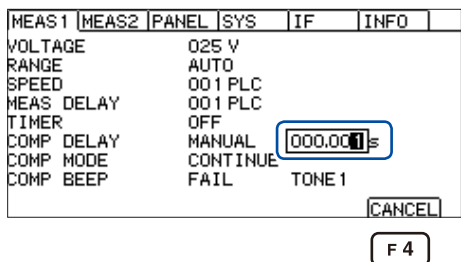 MEAS1 MEAS2 PANEL SYS IF INFO
VOLTAGE 025 V
RANGE AUTO
SPEED 001 PLC
MEAS DELAY 001 PLC
TIMER OFF
COMP DELAY MANUAL 000.001 s
COMP MODE CONTINUE
COMP BEEP FAIL TONE1
CANCEL
F 4